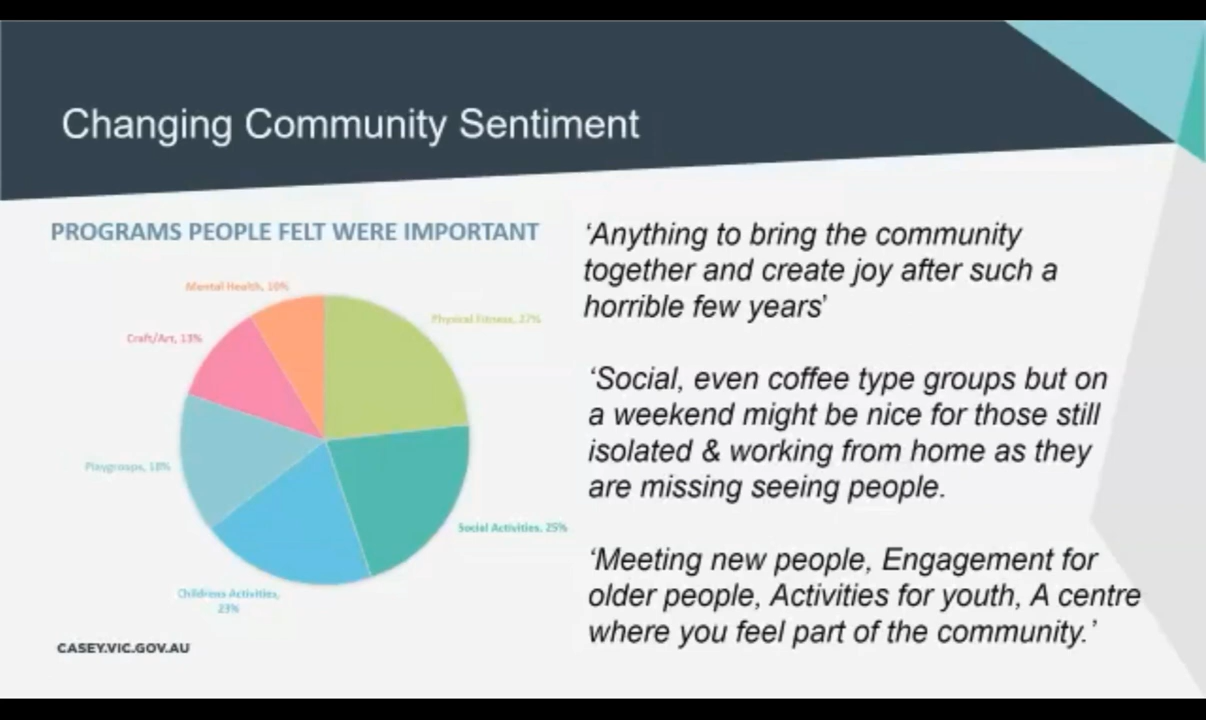 Changing Community Sentiment
PROGRAMS PEOPLE FELT WERE IMPORTANT
Mental Health, 10%
Physical Fitness, 27%
Craft/Art, 13%
Playgroups, 18%
Social Activities, 25%
Childrens Activities,
23%
CASEY.VIC.GOV.AU
‘Anything to bring the community
together and create joy after such a
horrible few years’
‘Social, even coffee type groups but on
a weekend might be nice for those still
isolated & working from home as they
are missing seeing people.
‘Meeting new people, Engagement for
older people, Activities for youth, A centre
where you feel part of the community.’